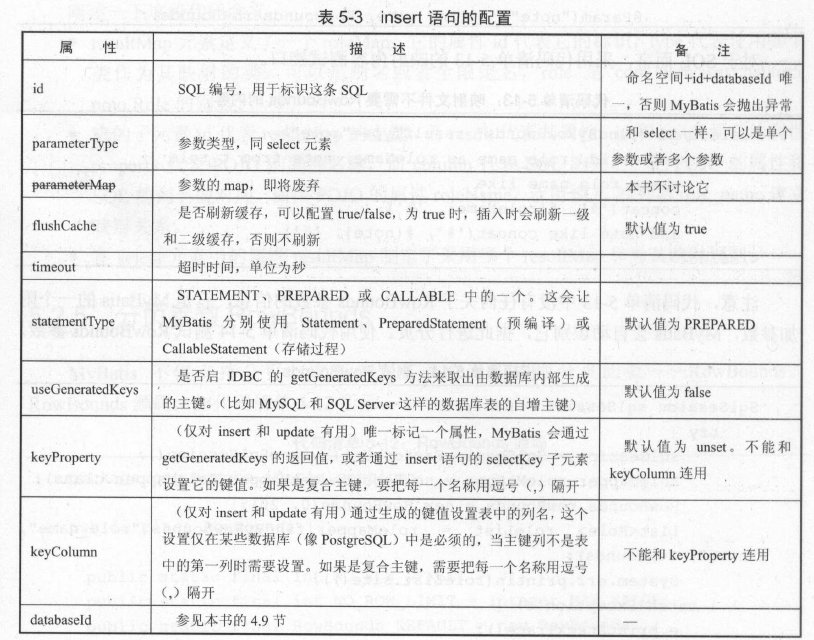 表 5-3 insert 语句的配置
属 性
描 述
备 注
id
SQL 编号，用于标识这条 SQL
命名空间+id+databaseId 唯
一，否则 MyBatis 会抛出异常
parameterType
参数类型，同 select 元素
和 select 一样，可以是单个
参数或者多个参数
parameterMap
参数的 map，即将废弃
本书不讨论它
flushCache
是否刷新缓存，可以配置 true/false，为 true 时，插入时会刷新一级
和二级缓存，否则不刷新
默认值为 true
timeout
超时时间，单位为秒
—
statementType
STATEMENT、PREPARED 或 CALLABLE 中的一个。这会让
MyBatis 分别使用 Statement、PreparedStatement（预编译）或
CallableStatement（存储过程）
默认值为 PREPARED
useGeneratedKeys
是否启 JDBC 的 getGeneratedKeys 方法来取出由数据库内部生成
的主键。（比如 MySQL 和 SQL Server 这样的数据库表的自增主键）
默认值为 false
keyProperty
（仅对 insert 和 update 有用）唯一标记一个属性，MyBatis 会通过
getGeneratedKeys 的返回值，或者通过 insert 语句的 selectKey 子元素
设置它的键值。如果是复合主键，要把每一个名称用逗号（,）隔开
默认值为 unset。不能和
keyColumn 连用
keyColumn
（仅对 insert 和 update 有用）通过生成的键值设置表中的列名，这个
设置仅在某些数据库（像 PostgreSQL）中是必须的，当主键列不是表
中的第一列时需要设置。如果是复合主键，需要把每一个名称用逗号
（,）隔开
不能和 keyProperty 连用
databaseId
参见本书的 4.9 节
—